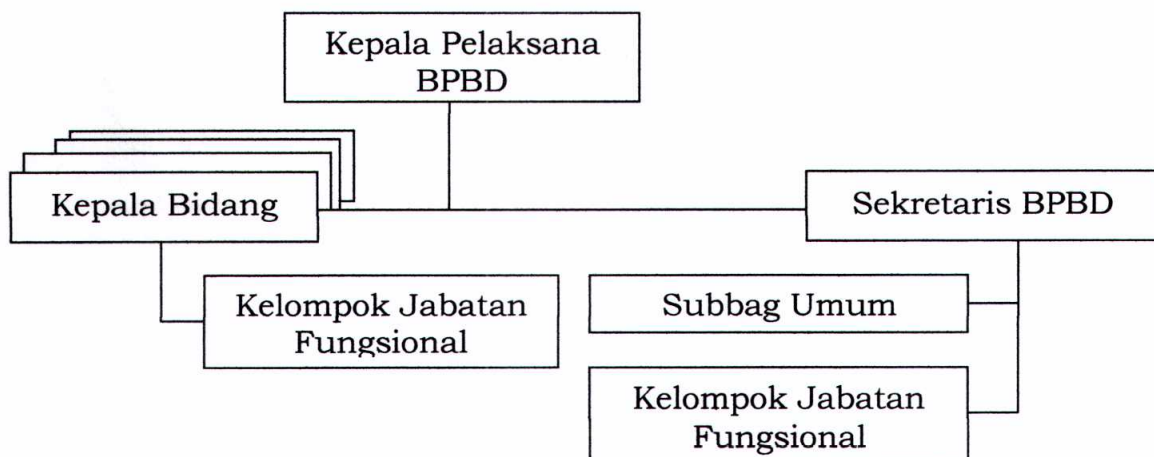 Kepala Pelaksana
BPBD
Kepala Bidang
Sekretaris BPBD
Kelompok Jabatan
Fungsional
Subbag Umum
Kelompok Jabatan
Fungsional